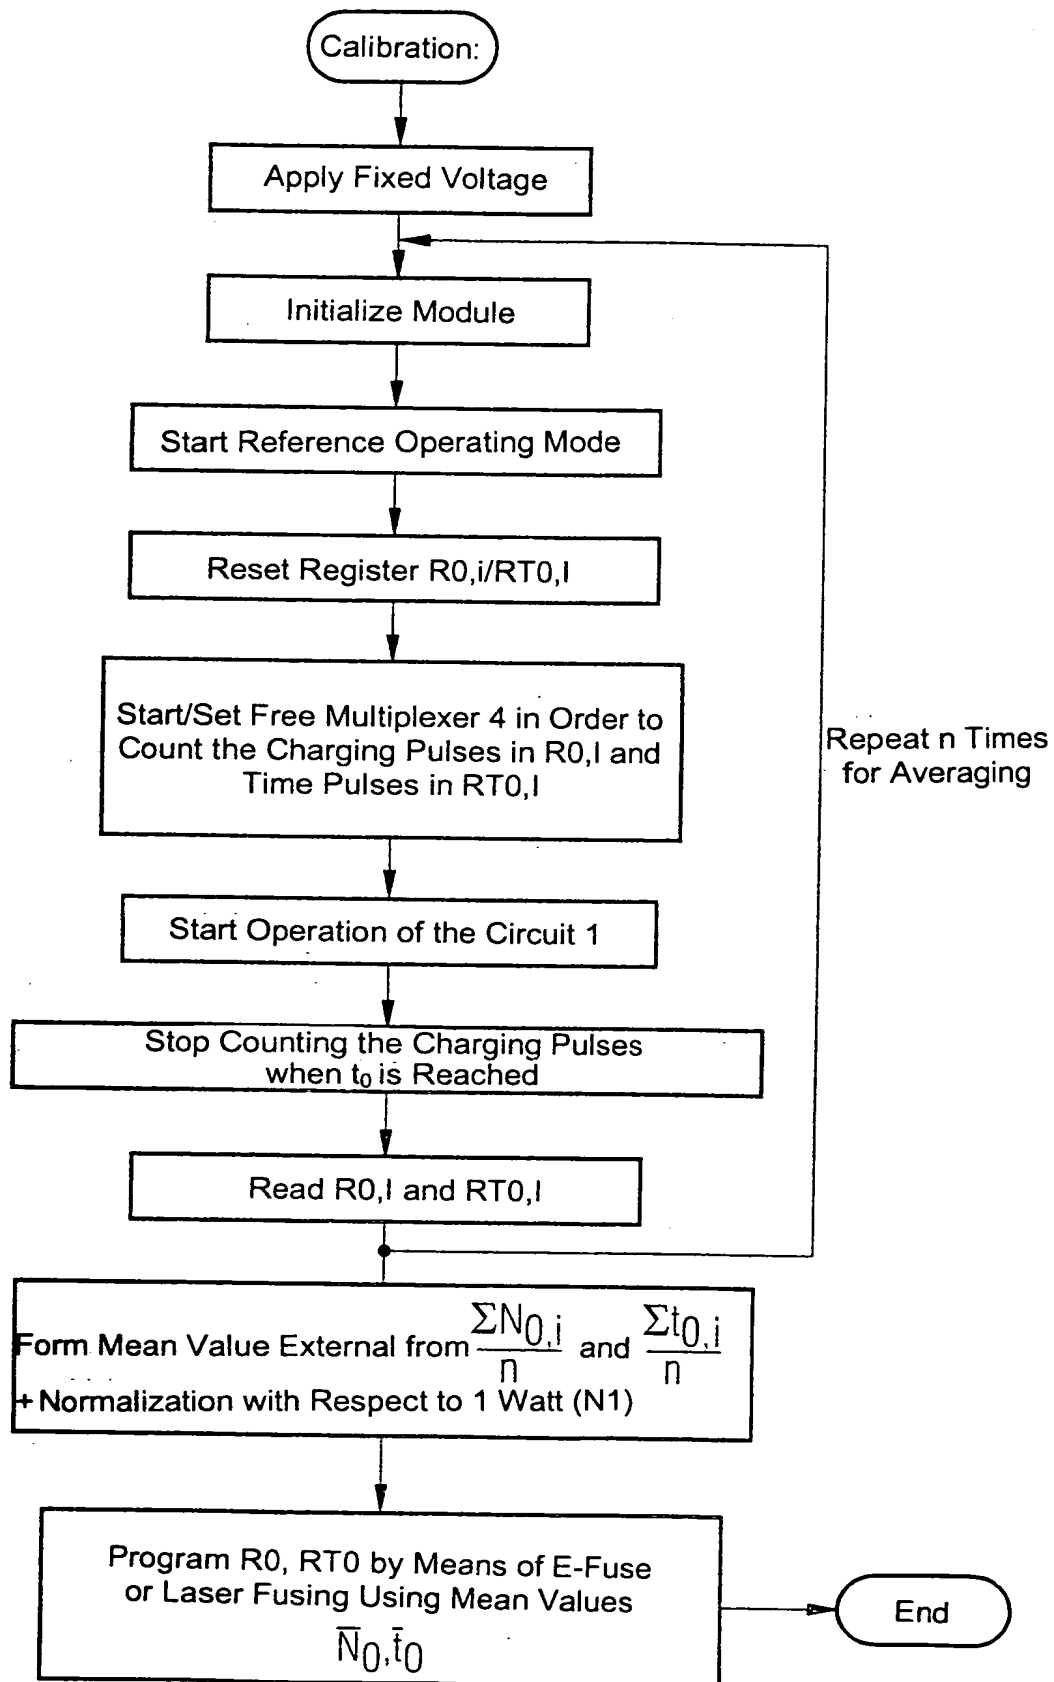 Calibration:
Apply Fixed Voltage
Initialize Module
Start Reference Operating Mode
Reset Register R0,i/RT0,I
Start/Set Free Multiplexer 4 in Order to
Count the Charging Pulses in R0,I and
Time Pulses in RT0,I
Repeat n Times
for Averaging
Start Operation of the Circuit 1
Stop Counting the Charging Pulses
when t₀ is Reached
Read R0,I and RT0,I
Form Mean Value External from ΣN₀,i/n and Σt₀,i/n
+ Normalization with Respect to 1 Watt (N1)
Program R0, RT0 by Means of E-Fuse
or Laser Fusing Using Mean Values
N̅₀,t̅₀
End